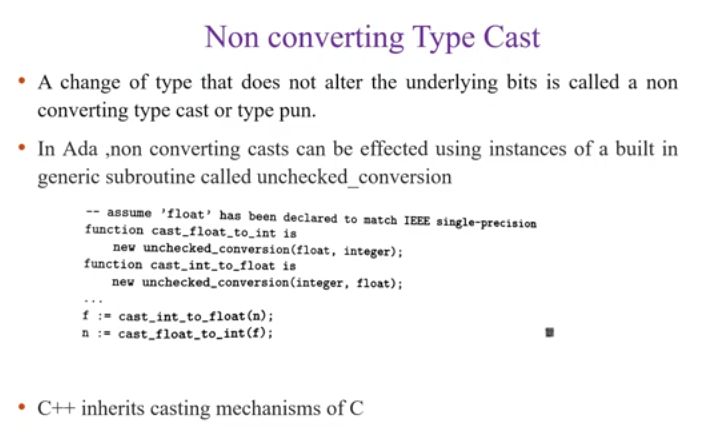 Non converting Type Cast
• A change of type that does not alter the underlying bits is called a non
converting type cast or type pun.
• In Ada ,non converting casts can be effected using instances of a built in
generic subroutine called unchecked_conversion
-- assume 'float' has been declared to match IEEE single-precision
function cast_float_to_int is
new unchecked_conversion(float, integer);
function cast_int_to_float is
new unchecked_conversion(integer, float);
...
f := cast_int_to_float(n);
n := cast_float_to_int(f);
• C++ inherits casting mechanisms of C